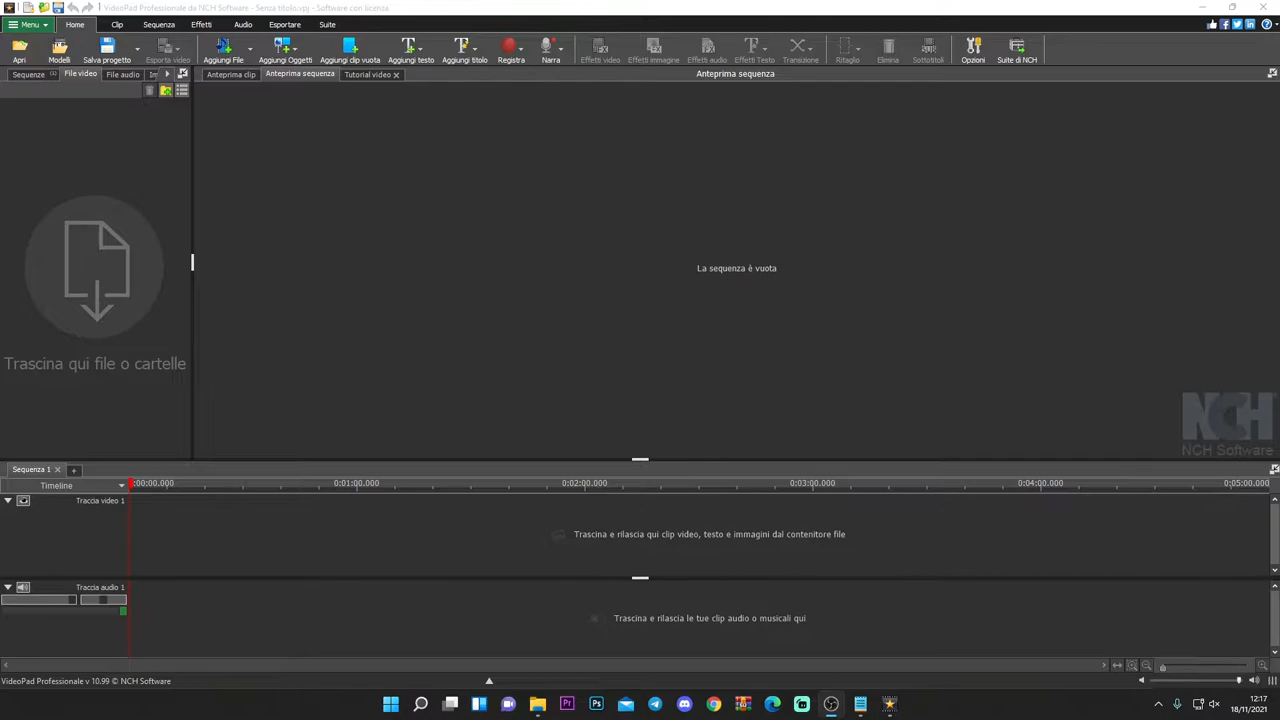 VideoPad Professionale da NCH Software - Senza titolo.vpj - Software con licenza
Menu Home Clip Sequenza Effetti Audio Esportare Suite
Apri Modelli Salva progetto Esporta video Aggiungi File Aggiungi Oggetti Aggiungi clip vuota Aggiungi testo Aggiungi titolo Registra Narra Effetti video Effetti immagine Effetti audio Effetti Testo Transizione Ritaglio Elimina Sottotitoli Opzioni Suite di NCH
Sequenze File video File audio Anteprima clip Anteprima sequenza Tutorial video Anteprima sequenza
La sequenza è vuota
Trascina qui file o cartelle
NCH
NCH Software
Sequenza 1
Timeline :00:00.000 0:01:00.000 0:02:00.000 0:03:00.000 0:04:00.000 0:05:00.000
Traccia video 1
Trascina e rilascia qui clip video, testo e immagini dal contenitore file
Traccia audio 1
Trascina e rilascia le tue clip audio o musicali qui
VideoPad Professionale v 10.99 © NCH Software
Pr Ps
12:17
18/11/2021